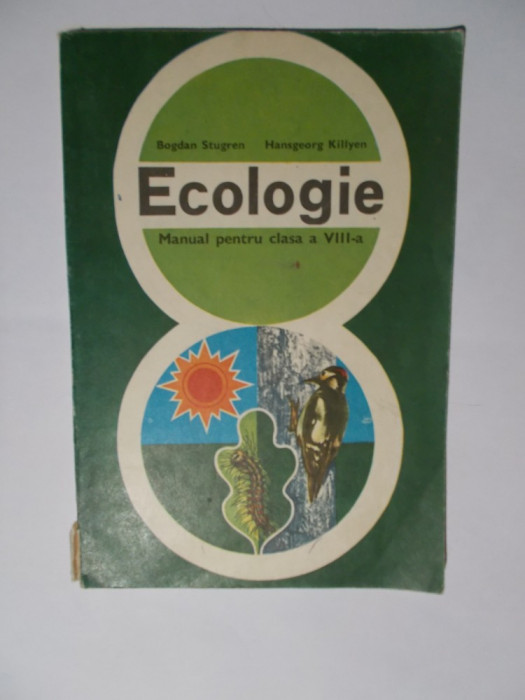 Bogdan Stugren Hansgeorg Killyen
Ecologie
Manual pentru clasa a VIII-a